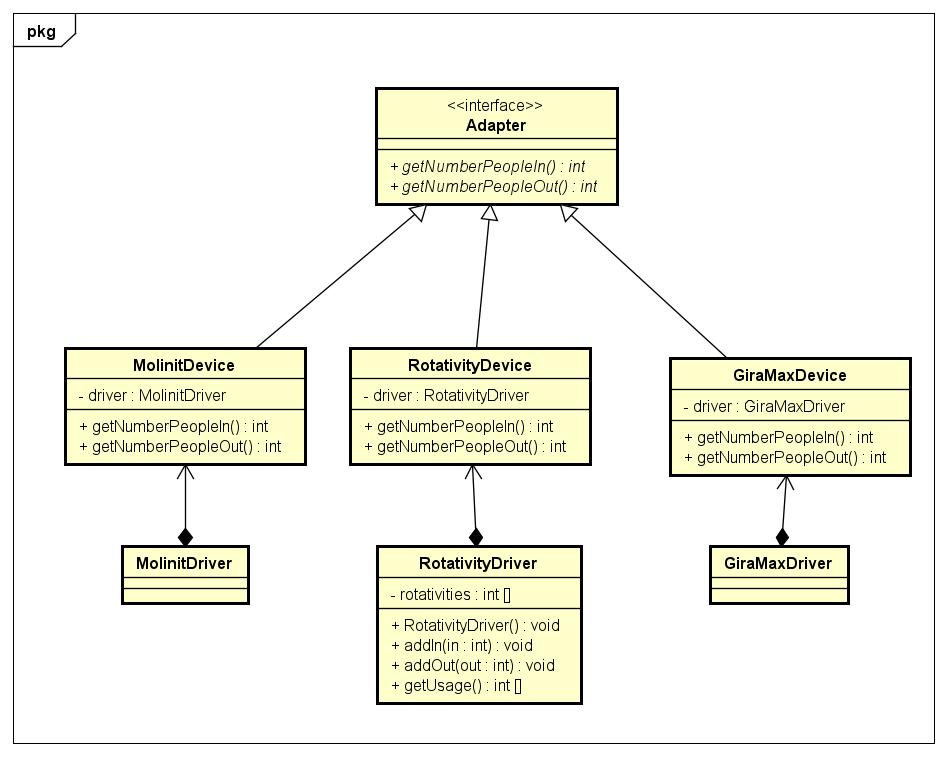 pkg
<<interface>>
Adapter
+ getNumberPeopleIn() : int
+ getNumberPeopleOut() : int
MolinitDevice
- driver : MolinitDriver
+ getNumberPeopleIn() : int
+ getNumberPeopleOut() : int
RotativityDevice
- driver : RotativityDriver
+ getNumberPeopleIn() : int
+ getNumberPeopleOut() : int
GiraMaxDevice
- driver : GiraMaxDriver
+ getNumberPeopleIn() : int
+ getNumberPeopleOut() : int
MolinitDriver
RotativityDriver
- rotativities : int []
+ RotativityDriver() : void
+ addIn(in : int) : void
+ addOut(out : int) : void
+ getUsage() : int []
GiraMaxDriver